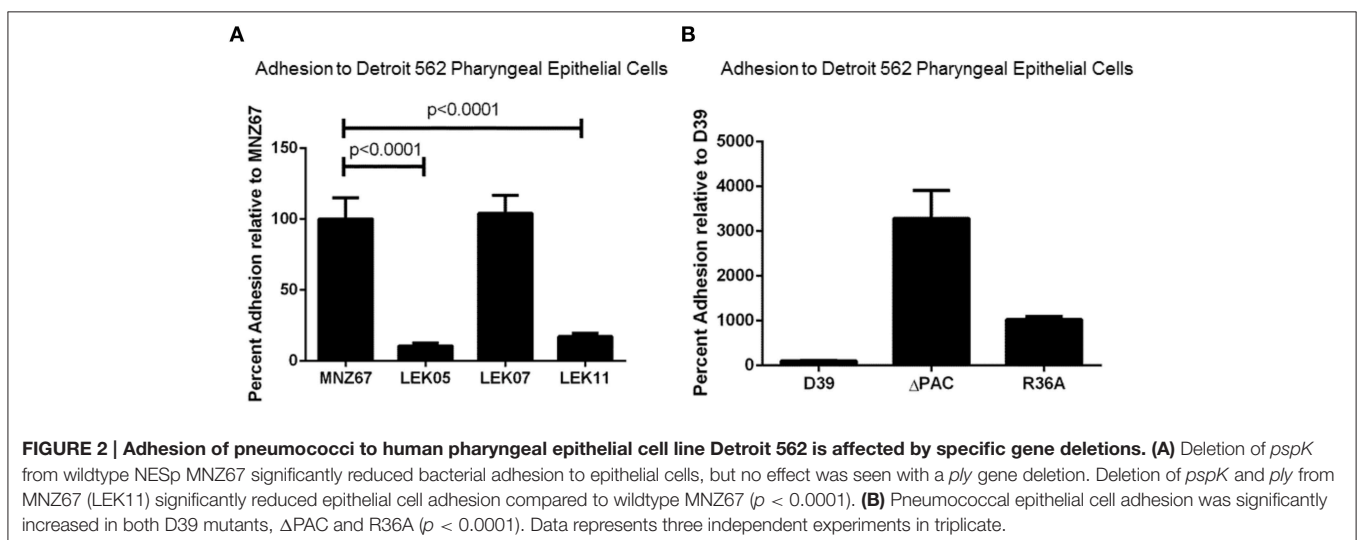 A
Adhesion to Detroit 562 Pharyngeal Epithelial Cells
p<0.0001
p<0.0001
Percent Adhesion relative to MNZ67
150
100
50
0
MNZ67 LEK05 LEK07 LEK11
B
Adhesion to Detroit 562 Pharyngeal Epithelial Cells
Percent Adhesion relative to D39
5000
4000
3000
2000
1000
0
D39 ΔPAC R36A
FIGURE 2 | Adhesion of pneumococci to human pharyngeal epithelial cell line Detroit 562 is affected by specific gene deletions. (A) Deletion of pspK
from wildtype NESp MNZ67 significantly reduced bacterial adhesion to epithelial cells, but no effect was seen with a ply gene deletion. Deletion of pspK and ply from
MNZ67 (LEK11) significantly reduced epithelial cell adhesion compared to wildtype MNZ67 (p < 0.0001). (B) Pneumococcal epithelial cell adhesion was significantly
increased in both D39 mutants, ΔPAC and R36A (p < 0.0001). Data represents three independent experiments in triplicate.